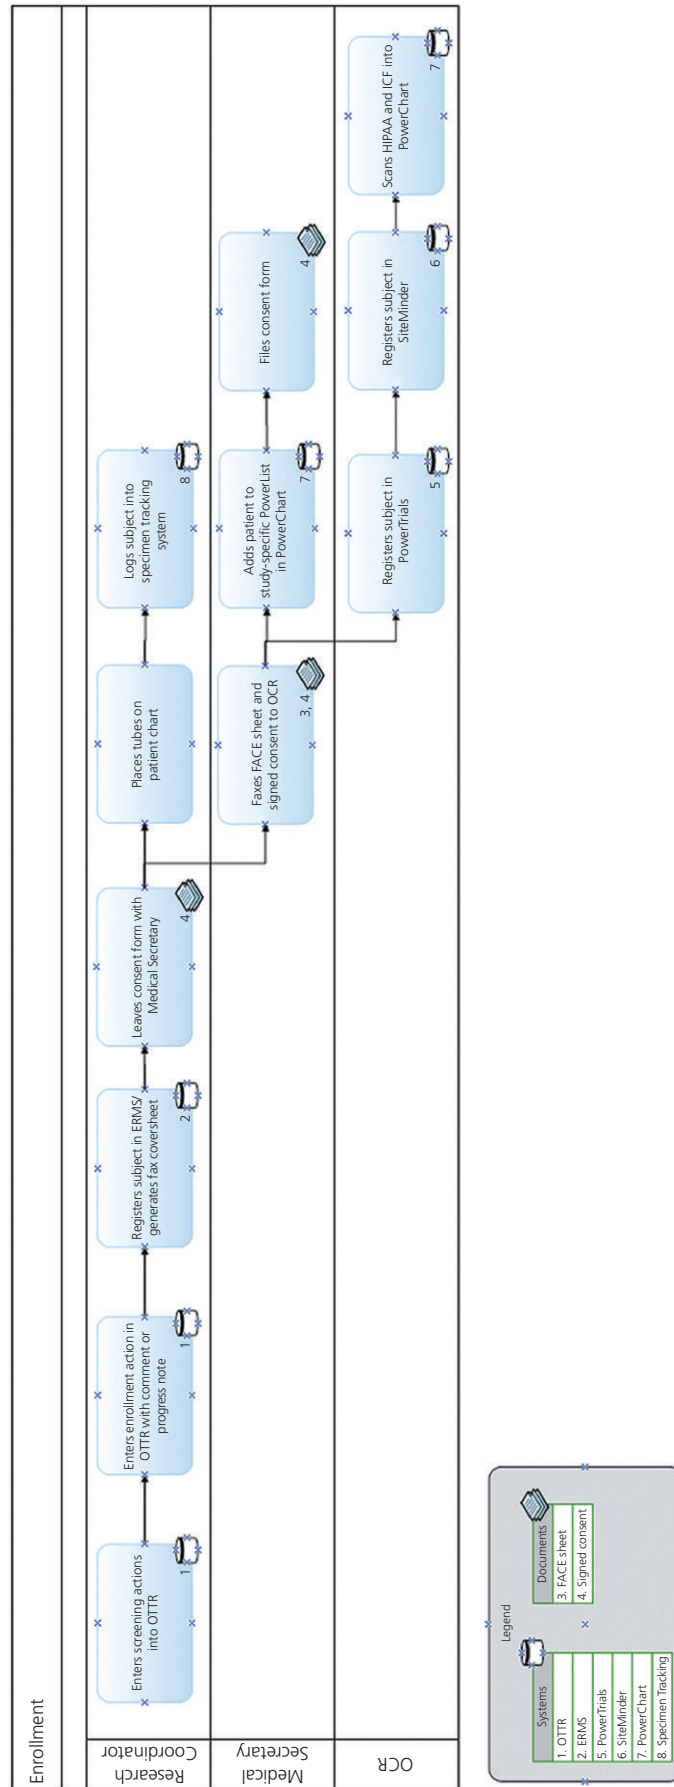 Enrollment
Research
Coordinator
Enters screening actions
into OTTR
1
Enters enrollment action in
OTTR with comment or
progress note
1
Registers subject in ERMS/
generates fax coversheet
2
Leaves consent form with
Medical Secretary
4
Places tubes on
patient chart
Logs subject into
specimen tracking
system
8
Medical
Secretary
Faxes FACE sheet and
signed consent to OCR
3, 4
Adds patient to
study-specific PowerList
in PowerChart
7
Files consent form
4
OCR
Registers subject in
PowerTrials
5
Registers subject in
SiteMinder
6
Scans HIPAA and ICF into
PowerChart
7
Legend
Systems
1. OTTR
2. ERMS
5. PowerTrials
6. SiteMinder
7. PowerChart
8. Specimen Tracking
Documents
3. FACE sheet
4. Signed consent